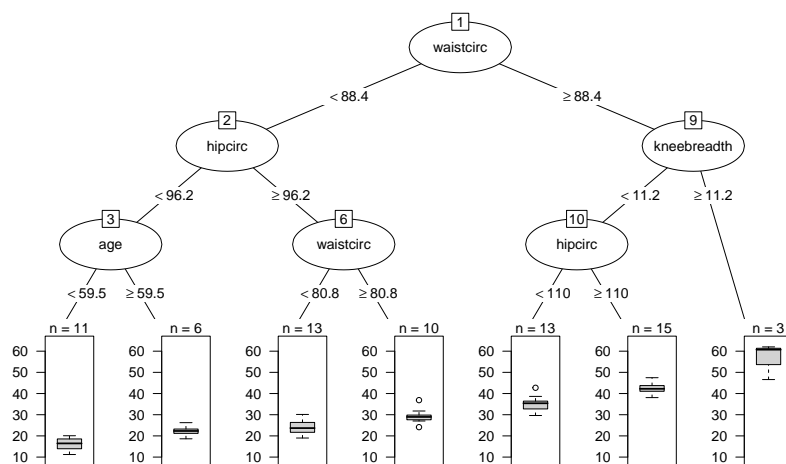 1
waistcirc
< 88.4 ≥ 88.4
2 9
hipcirc kneebreadth
< 96.2 ≥ 96.2 < 11.2 ≥ 11.2
3 6 10
age waistcirc hipcirc
< 59.5 ≥ 59.5 < 80.8 ≥ 80.8 < 110 ≥ 110
n = 11 n = 6 n = 13 n = 10 n = 13 n = 15 n = 3
60 60 60 60 60 60 60
50 50 50 50 50 50 50
40 40 40 40 40 40 40
30 30 30 30 30 30 30
20 20 20 20 20 20 20
10 10 10 10 10 10 10